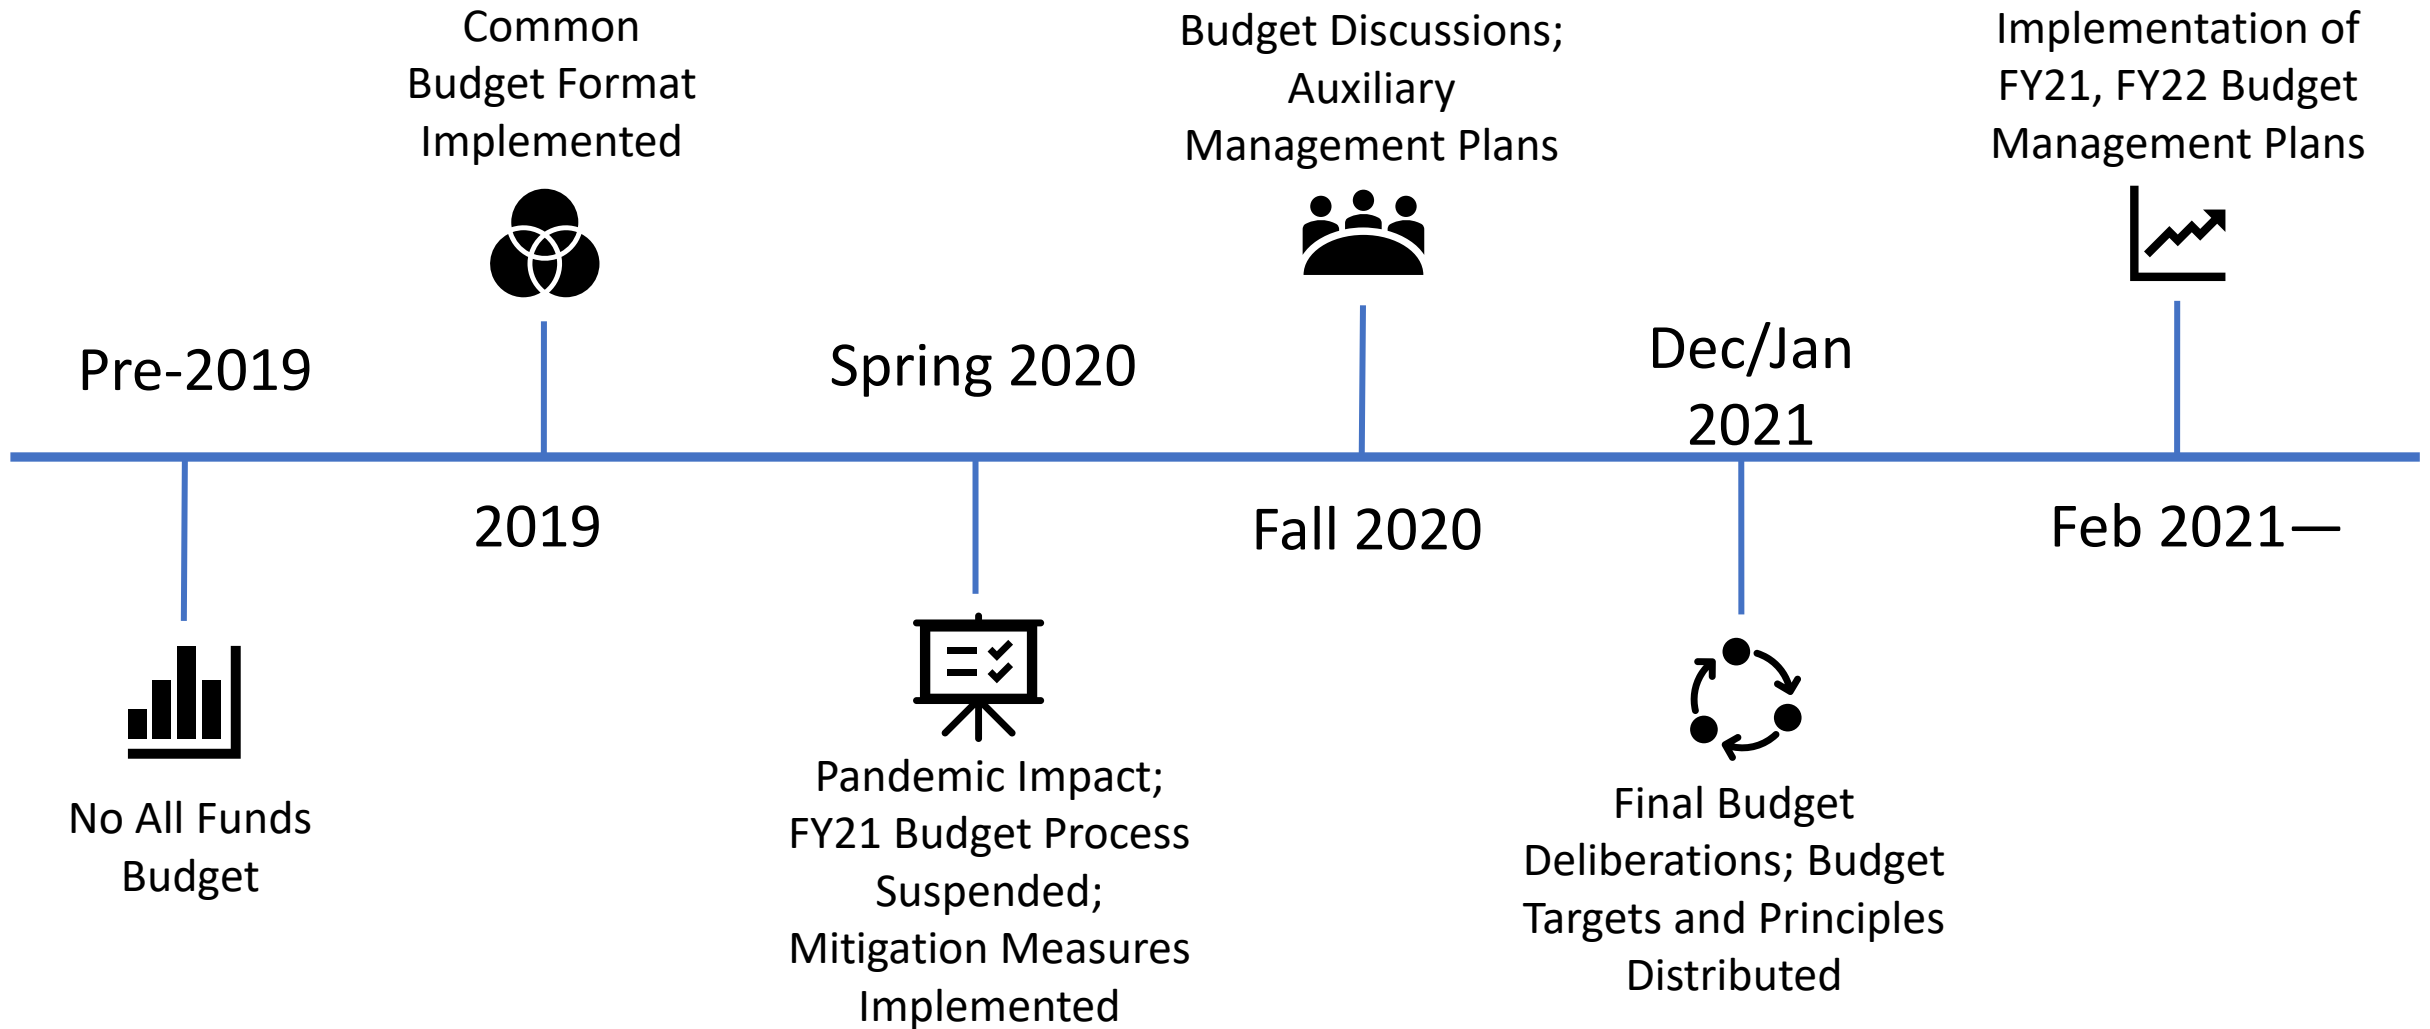 Pre-2019
No All Funds
Budget
Common
Budget Format
Implemented
2019
Spring 2020
Pandemic Impact;
FY21 Budget Process
Suspended;
Mitigation Measures
Implemented
Budget Discussions;
Auxiliary
Management Plans
Fall 2020
Dec/Jan
2021
Final Budget
Deliberations; Budget
Targets and Principles
Distributed
Implementation of
FY21, FY22 Budget
Management Plans
Feb 2021—